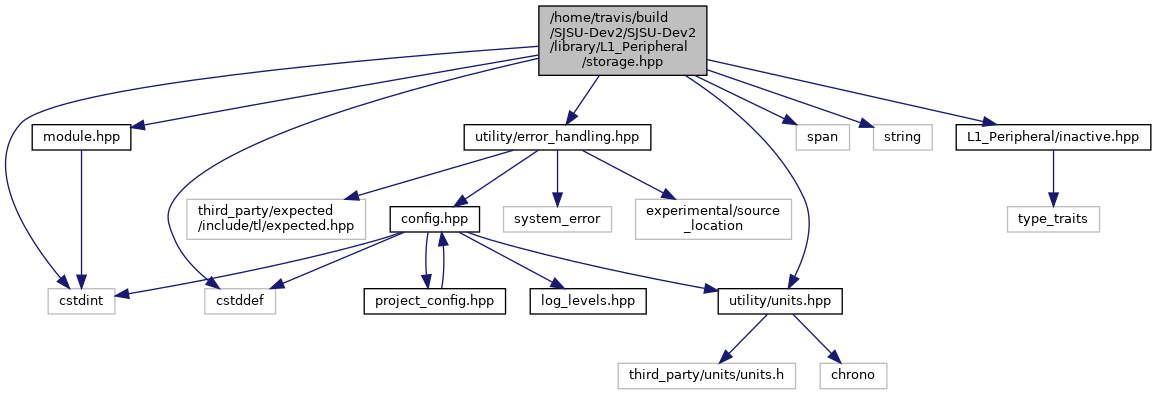 /home/travis/build
/SJSU-Dev2/SJSU-Dev2
/library/L1_Peripheral
/storage.hpp
module.hpp
utility/error_handling.hpp
span
string
L1_Peripheral/inactive.hpp
third_party/expected
/include/tl/expected.hpp
config.hpp
system_error
experimental/source
_location
type_traits
cstdint
cstddef
project_config.hpp
log_levels.hpp
utility/units.hpp
third_party/units/units.h
chrono